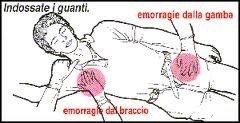 Indossate i guanti.
emorragie dalla gamba
emorragie dal braccio